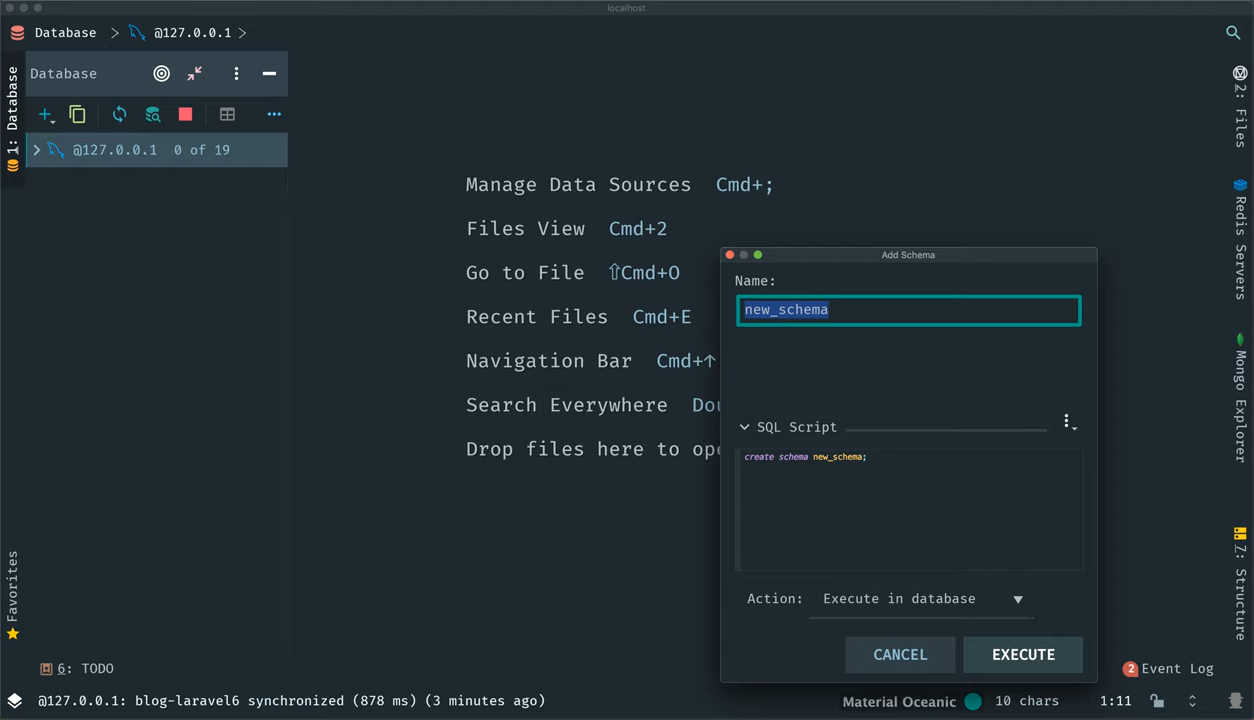 localhost
Database
@127.0.0.1
Database
1: Database
@127.0.0.1 0 of 19
Manage Data Sources Cmd+;
Files View Cmd+2
Go to File ⇧Cmd+O
Recent Files Cmd+E
Navigation Bar Cmd+↑
Search Everywhere Dou
Drop files here to ope
Add Schema
Name:
new_schema
SQL Script
create schema new_schema;
Action: Execute in database
CANCEL
EXECUTE
2: Files
Redis Servers
Mongo Explorer
7: Structure
Favorites
6: TODO
2 Event Log
@127.0.0.1: blog-laravel6 synchronized (878 ms) (3 minutes ago)
Material Oceanic
10 chars
1:11